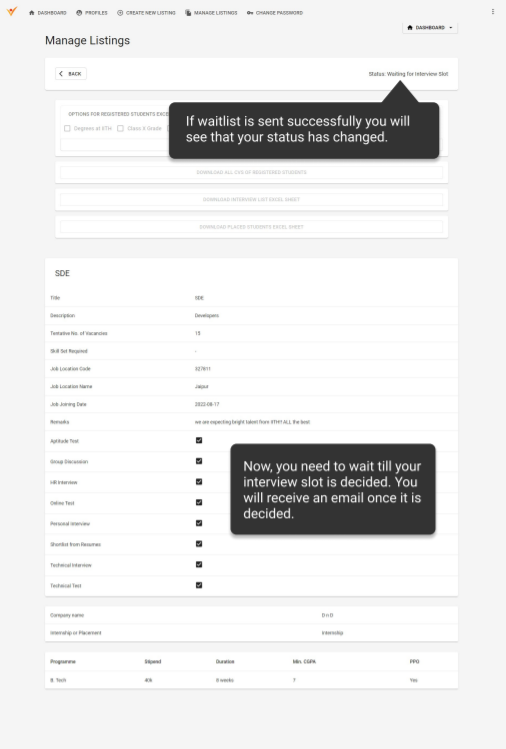 DASHBOARD PROFILES CREATE NEW LISTING MANAGE LISTINGS CHANGE PASSWORD
DASHBOARD
Manage Listings
BACK
Status: Waiting for Interview Slot
OPTIONS FOR REGISTERED STUDENTS EXCE
Degrees at IITH Class X Grade
If waitlist is sent successfully you will
see that your status has changed.
DOWNLOAD ALL CVS OF REGISTERED STUDENTS
DOWNLOAD INTERVIEW LIST EXCEL SHEET
DOWNLOAD PLACED STUDENTS EXCEL SHEET
SDE
Title SDE
Description Developers
Tentative No. of Vacancies 15
Skill Set Required -
Job Location Code 327611
Job Location Name Jaipur
Job Joining Date 2022-08-17
Remarks we are expecting bright talent from IITH!! ALL the best.
Aptitude Test
Group Discussion
HR Interview
Online Test
Personal Interview
Shortlist from Resumes
Technical Interview
Technical Test
Now, you need to wait till your
interview slot is decided. You
will receive an email once it is
decided.
Company name D n D
Internship or Placement Internship
Programme Stipend Duration Min. CGPA PPO
B. Tech 40k 8 weeks 7 Yes